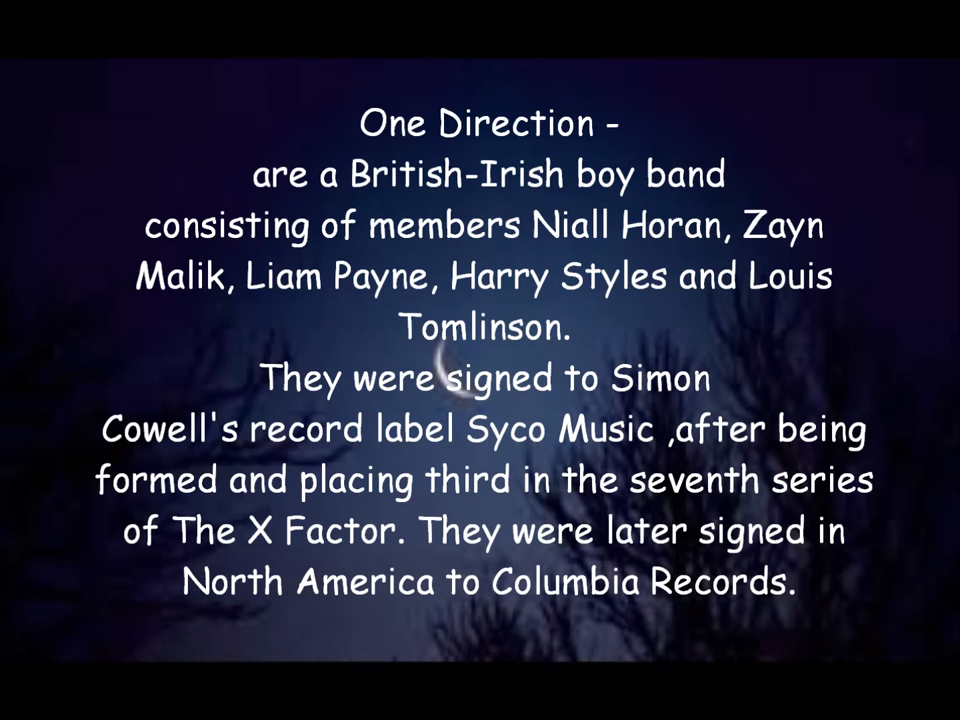 One Direction -
are a British-Irish boy band
consisting of members Niall Horan, Zayn
Malik, Liam Payne, Harry Styles and Louis
Tomlinson.
They were signed to Simon
Cowell's record label Syco Music ,after being
formed and placing third in the seventh series
of The X Factor. They were later signed in
North America to Columbia Records.